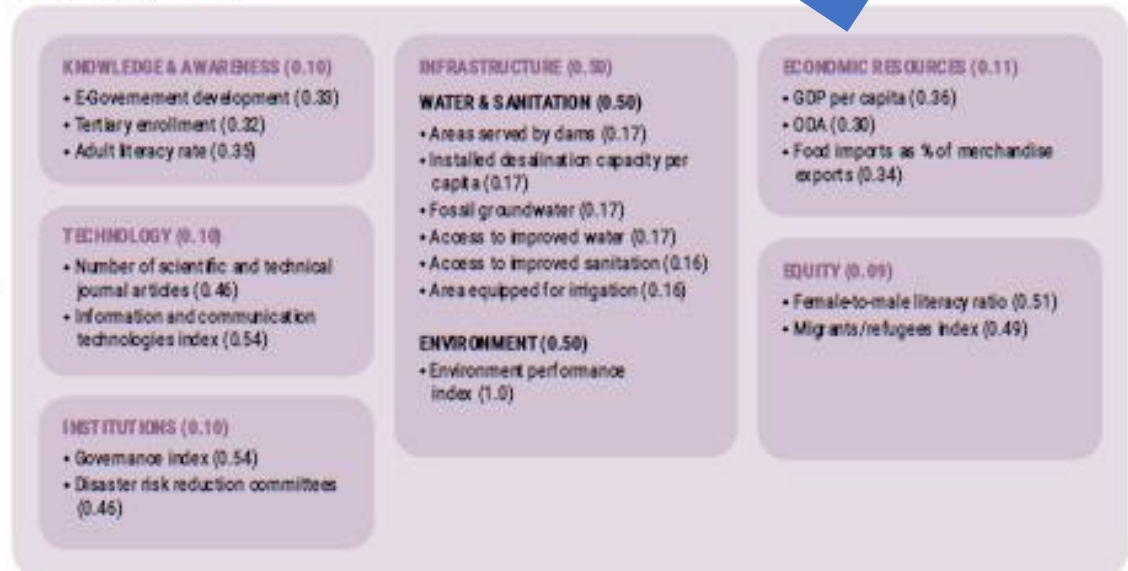 KNOWLEDGE & AWARENESS (0.10)
• E-Governement development (0.33)
• Tertiary enrollment (0.32)
• Adult literacy rate (0.35)
TECHNOLOGY (0.10)
• Number of scientific and technical
journal articles (0.46)
• Information and communication
technologies index (0.54)
INSTITUTIONS (0.10)
• Governance index (0.54)
• Disaster risk reduction committees
(0.46)
INFRASTRUCTURE (0.50)
WATER & SANITATION (0.50)
• Areas served by dams (0.17)
• Installed desalination capacity per
capita (0.17)
• Fossil groundwater (0.17)
• Access to improved water (0.17)
• Access to improved sanitation (0.16)
• Area equipped for irrigation (0.16)
ENVIRONMENT (0.50)
• Environment performance
index (1.0)
ECONOMIC RESOURCES (0.11)
• GDP per capita (0.36)
• ODA (0.30)
• Food imports as % of merchandise
exports (0.34)
EQUITY (0.09)
• Female-to-male literacy ratio (0.51)
• Migrants/refugees index (0.49)